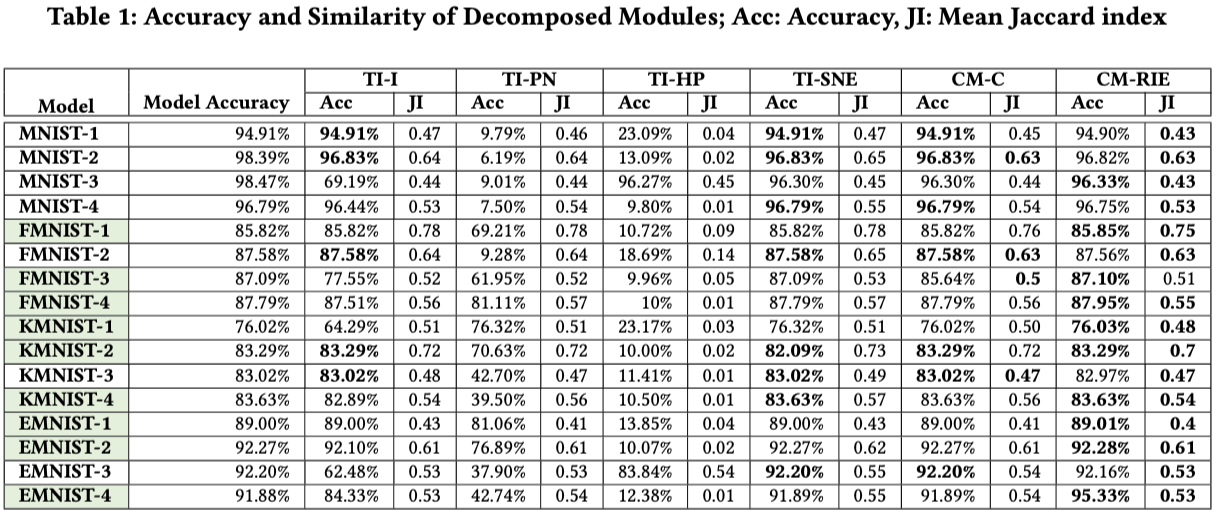 Table 1: Accuracy and Similarity of Decomposed Modules; Acc: Accuracy, JI: Mean Jaccard index
Model Model Accuracy TI-I TI-PN TI-HP TI-SNE CM-C CM-RIE
Acc JI Acc JI Acc JI Acc JI Acc JI Acc JI
MNIST-1 94.91% 94.91% 0.47 9.79% 0.46 23.09% 0.04 94.91% 0.47 94.91% 0.45 94.90% 0.43
MNIST-2 98.39% 96.83% 0.64 6.19% 0.64 13.09% 0.02 96.83% 0.65 96.83% 0.63 96.82% 0.63
MNIST-3 98.47% 69.19% 0.44 9.01% 0.44 96.27% 0.45 96.30% 0.45 96.30% 0.44 96.33% 0.43
MNIST-4 96.79% 96.44% 0.53 7.50% 0.54 9.80% 0.01 96.79% 0.55 96.79% 0.54 96.75% 0.53
FMNIST-1 85.82% 85.82% 0.78 69.21% 0.78 10.72% 0.09 85.82% 0.78 85.82% 0.76 85.85% 0.75
FMNIST-2 87.58% 87.58% 0.64 9.28% 0.64 18.69% 0.14 87.58% 0.65 87.58% 0.63 87.56% 0.63
FMNIST-3 87.09% 77.55% 0.52 61.95% 0.52 9.96% 0.05 87.09% 0.53 85.64% 0.5 87.10% 0.51
FMNIST-4 87.79% 87.51% 0.56 81.11% 0.57 10% 0.01 87.79% 0.57 87.79% 0.56 87.95% 0.55
KMNIST-1 76.02% 64.29% 0.51 76.32% 0.51 23.17% 0.03 76.32% 0.51 76.02% 0.50 76.03% 0.48
KMNIST-2 83.29% 83.29% 0.72 70.63% 0.72 10.00% 0.02 82.09% 0.73 83.29% 0.72 83.29% 0.7
KMNIST-3 83.02% 83.02% 0.48 42.70% 0.47 11.41% 0.01 83.02% 0.49 83.02% 0.47 82.97% 0.47
KMNIST-4 83.63% 82.89% 0.54 39.50% 0.56 10.50% 0.01 83.63% 0.57 83.63% 0.56 83.63% 0.54
EMNIST-1 89.00% 89.00% 0.43 81.06% 0.41 13.85% 0.04 89.00% 0.43 89.00% 0.41 89.01% 0.4
EMNIST-2 92.27% 92.10% 0.61 76.89% 0.61 10.07% 0.02 92.27% 0.62 92.27% 0.61 92.28% 0.61
EMNIST-3 92.20% 62.48% 0.53 37.90% 0.53 83.84% 0.54 92.20% 0.55 92.20% 0.54 92.16% 0.53
EMNIST-4 91.88% 84.33% 0.53 42.74% 0.54 12.38% 0.01 91.89% 0.55 91.89% 0.54 95.33% 0.53